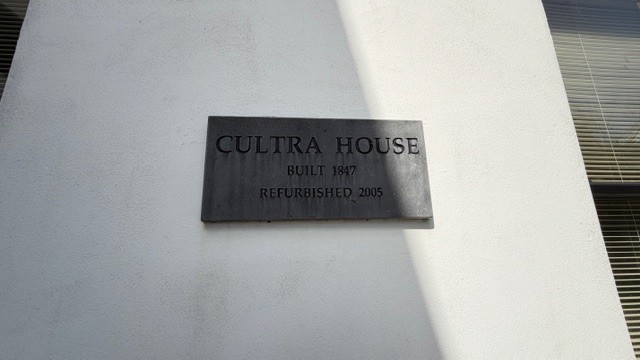 CULTRA HOUSE
BUILT 1847
REFURBISHED 2005